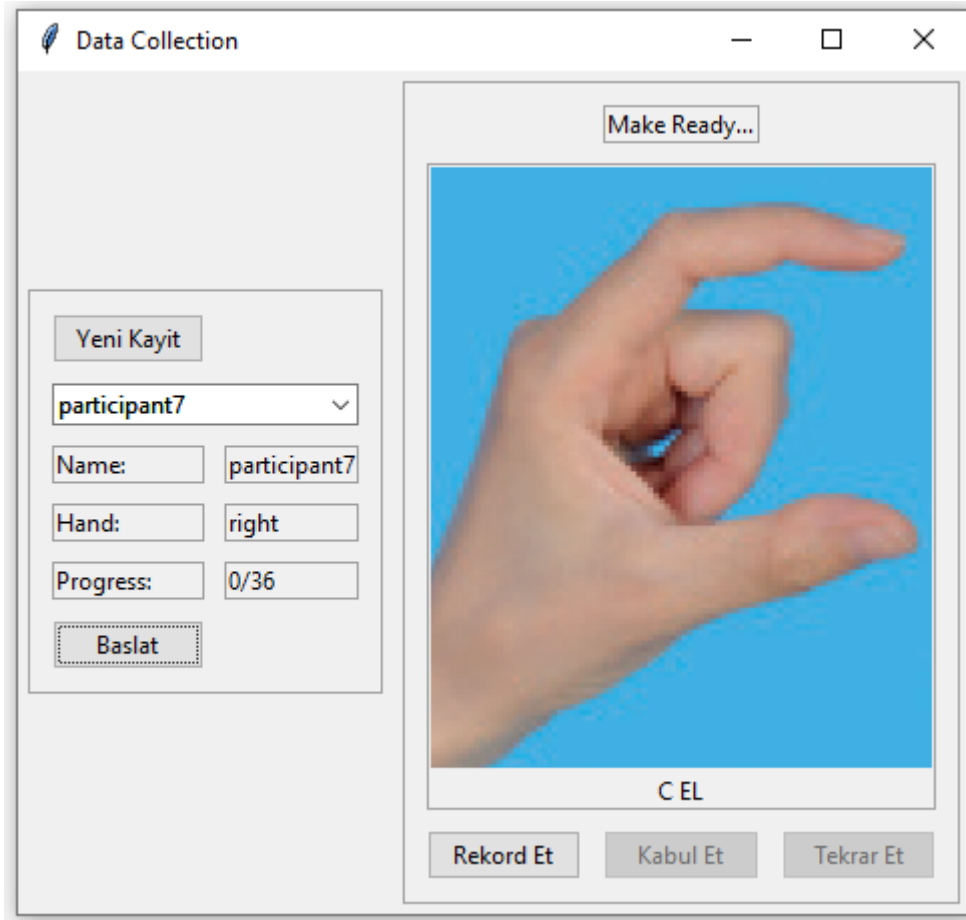 Data Collection
Make Ready...
Yeni Kayit
participant7
Name: participant7
Hand: right
Progress: 0/36
Baslat
C EL
Rekord Et Kabul Et Tekrar Et